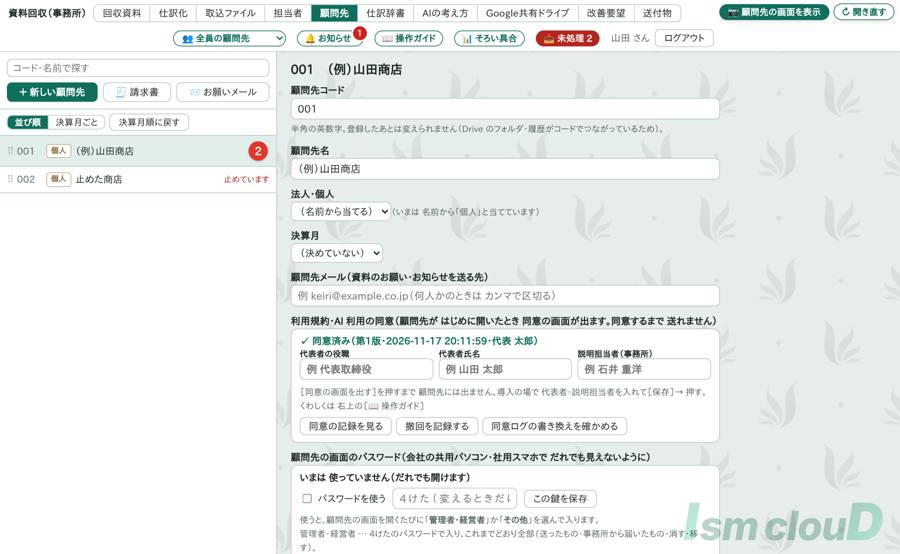 資料回収（事務所）
回収資料
仕訳化
取込ファイル
担当者
顧問先
仕訳辞書
AIの考え方
Google共有ドライブ
改善要望
送付物
📷 顧問先の画面を表示
↻ 開き直す
👥 全員の顧問先
🔔 お知らせ 1
📖 操作ガイド
📊 そろい具合
📥 未処理 2
山田 さん
ログアウト
コード・名前で探す
＋ 新しい顧問先
🧾 請求書
📨 お願いメール
並び順
決算月ごと
決算月順に戻す
001 個人 （例）山田商店 2
002 個人 止めた商店 止めています
001 （例）山田商店
顧問先コード
001
半角の英数字。登録したあとは変えられません（Drive のフォルダ・履歴がコードでつながっているため）。
顧問先名
（例）山田商店
法人・個人
（名前から当てる） （いまは 名前から「個人」と当てています）
決算月
（決めていない）
顧問先メール（資料のお願い・お知らせを送る先）
例 keiri@example.co.jp（何人かのときは カンマで区切る）
利用規約・AI 利用の同意（顧問先が はじめに開いたとき 同意の画面が出ます。同意するまで 送れません）
✓ 同意済み（第1版・2026-11-17 20:11:59・代表 太郎）
代表者の役職
代表者氏名
説明担当者（事務所）
例 代表取締役
例 山田 太郎
例 石井 重洋
［同意の画面を出す］を押すまで 顧問先には出ません。導入の場で 代表者・説明担当者を入れて［保存］→ 押す。
くわしくは 右上の［📖 操作ガイド］
同意の記録を見る
撤回を記録する
同意ログの書き換えを確かめる
顧問先の画面のパスワード（会社の共用パソコン・社用スマホで だれでも見えないように）
いまは 使っていません（だれでも開けます）
パスワードを使う
4けた（変えるときだけ
この鍵を保存
使うと、顧問先の画面を開くたびに「管理者・経営者」か「その他」を選んで入ります。
管理者・経営者 … 4けたのパスワードで入り、これまでどおり全部（送ったもの・事務所から届いたもの・消す・移
す）。
Ism clouD